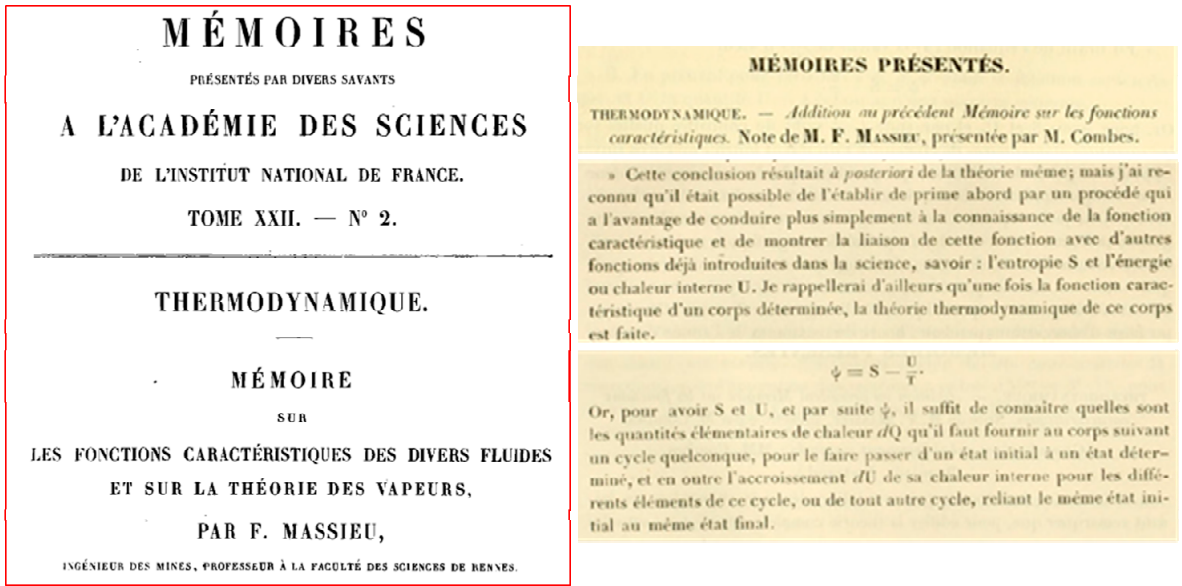 MÉMOIRES
PRÉSENTÉS PAR DIVERS SAVANTS
A L'ACADÉMIE DES SCIENCES
DE L'INSTITUT NATIONAL DE FRANCE.
TOME XXII. — N° 2.
THERMODYNAMIQUE.
MÉMOIRE
SUR
LES FONCTIONS CARACTÉRISTIQUES DES DIVERS FLUIDES
ET SUR LA THÉORIE DES VAPEURS,
PAR F. MASSIEU,
INGÉNIEUR DES MINES, PROFESSEUR À LA FACULTÉ DES SCIENCES DE RENNES.
MÉMOIRES PRÉSENTÉS.
THERMODYNAMIQUE. — Addition au précédent Mémoire sur les fonctions
caractéristiques. Note de M. F. MASSIEU, présentée par M. Combes.
» Cette conclusion résultait à posteriori de la théorie même; mais j'ai re-
connu qu'il était possible de l'établir de prime abord par un procédé qui
a l'avantage de conduire plus simplement à la connaissance de la fonction
caractéristique et de montrer la liaison de cette fonction avec d'autres
fonctions déjà introduites dans la science, savoir : l'entropie S et l'énergie
ou chaleur interne U. Je rappellerai d'ailleurs qu'une fois la fonction carac-
téristique d'un corps déterminée, la théorie thermodynamique de ce corps
est faite.
ψ = S — U/T.
Or, pour avoir S et U, et par suite ψ, il suffit de connaître quelles sont
les quantités élémentaires de chaleur dQ qu'il faut fournir au corps suivant
un cycle quelconque, pour le faire passer d'un état initial à un état déter-
miné, et en outre l'accroissement dU de sa chaleur interne pour les diffé-
rents éléments de ce cycle, ou de tout autre cycle, reliant le même état ini-
tial au même état final.